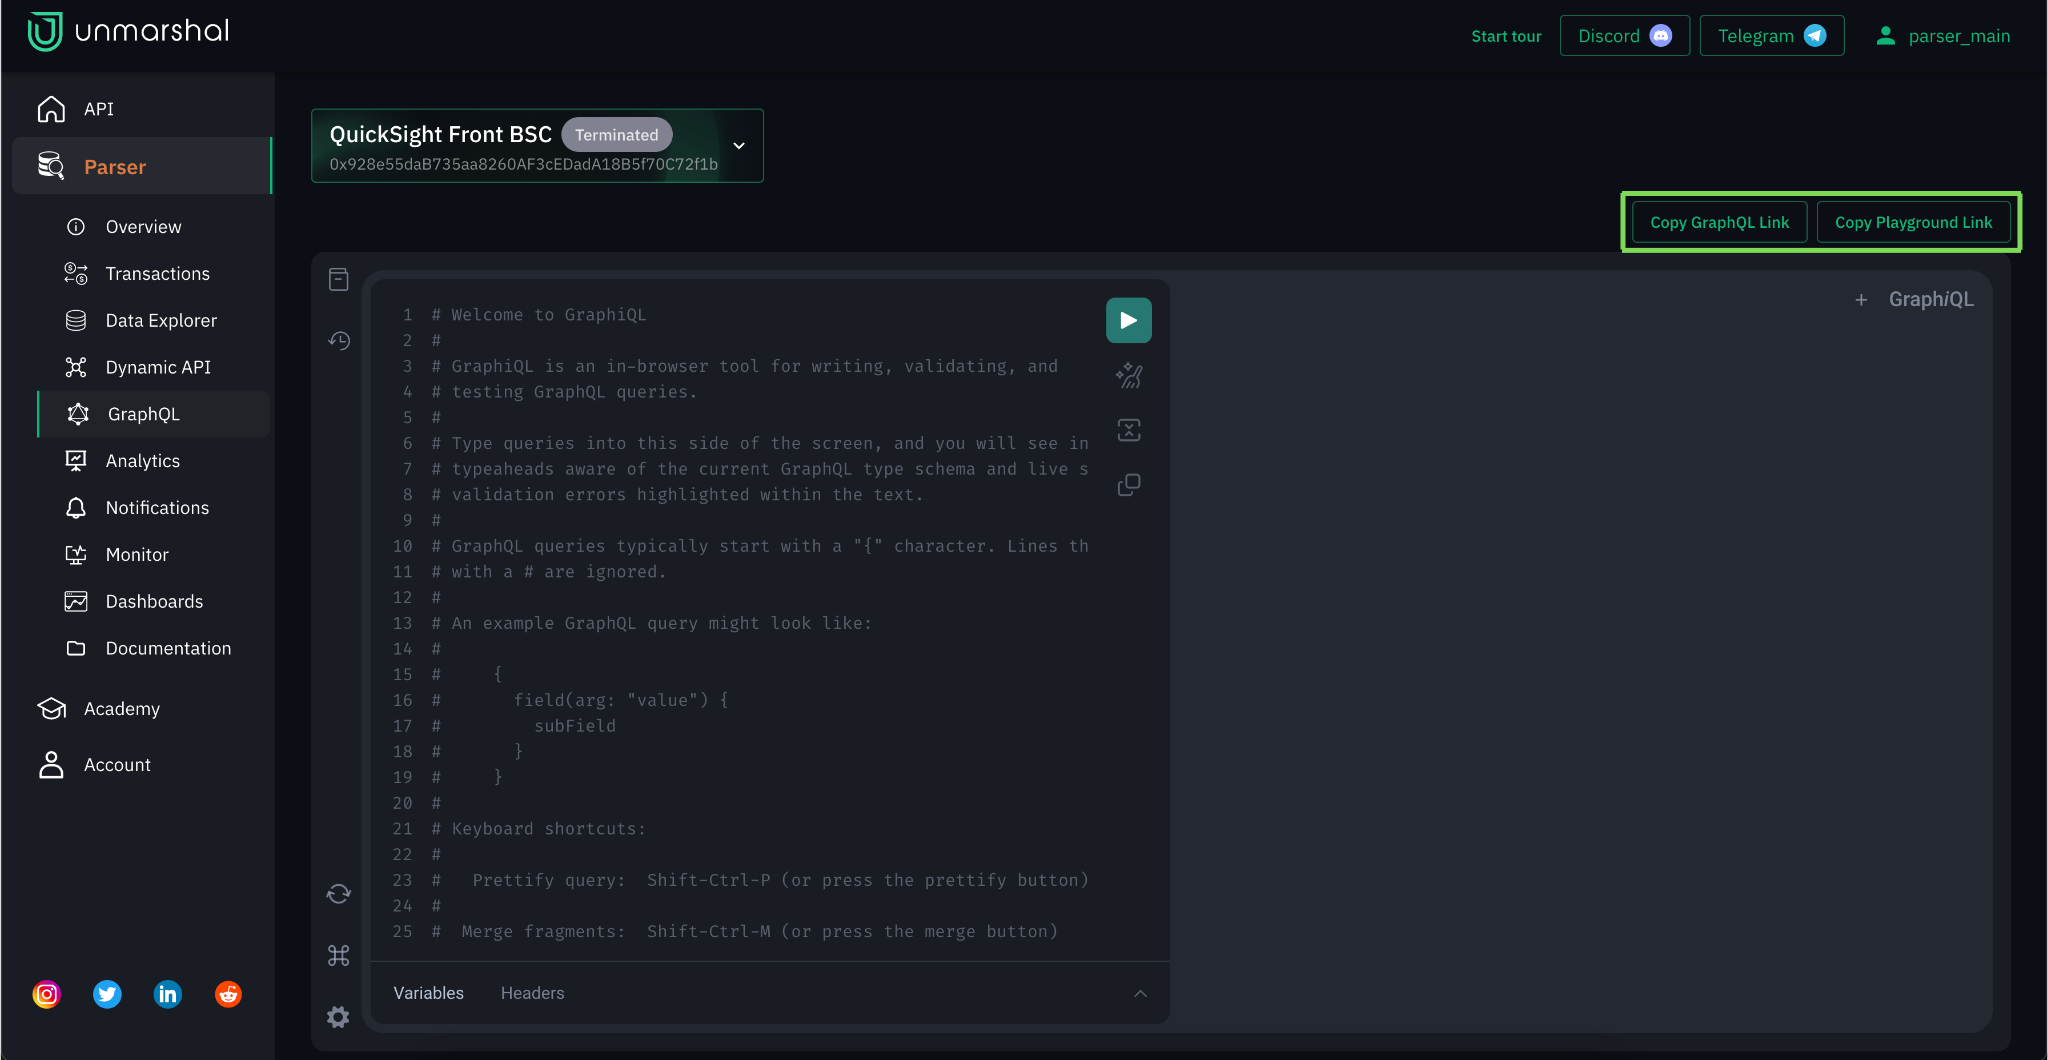 unmarshal
Start tour
Discord
Telegram
parser_main
API
Parser
Overview
Transactions
Data Explorer
Dynamic API
GraphQL
Analytics
Notifications
Monitor
Dashboards
Documentation
Academy
Account
QuickSight Front BSC Terminated
0x928e55daB735aa8260AF3cEDadA18B5f70C72f1b
Copy GraphQL Link
Copy Playground Link
+ GraphiQL
1 # Welcome to GraphiQL
2 #
3 # GraphiQL is an in-browser tool for writing, validating, and
4 # testing GraphQL queries.
5 #
6 # Type queries into this side of the screen, and you will see in
7 # typeaheads aware of the current GraphQL type schema and live s
8 # validation errors highlighted within the text.
9 #
10 # GraphQL queries typically start with a "{" character. Lines th
11 # with a # are ignored.
12 #
13 # An example GraphQL query might look like:
14 #
15 #     {
16 #       field(arg: "value") {
17 #         subField
18 #       }
19 #     }
20 #
21 # Keyboard shortcuts:
22 #
23 #   Prettify query:  Shift-Ctrl-P (or press the prettify button)
24 #
25 #  Merge fragments:  Shift-Ctrl-M (or press the merge button)
Variables
Headers